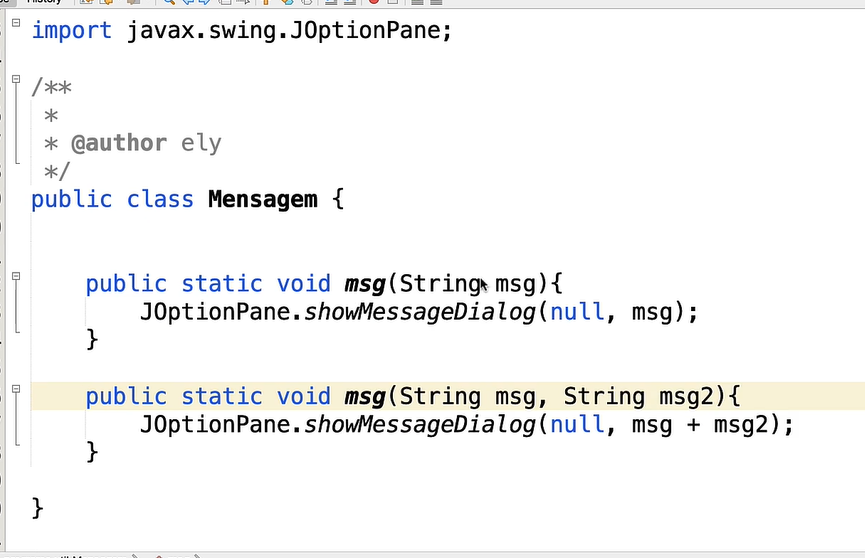 History
import javax.swing.JOptionPane;
/**
*
* @author ely
*/
public class Mensagem {
public static void msg(String msg){
JOptionPane.showMessageDialog(null, msg);
}
public static void msg(String msg, String msg2){
JOptionPane.showMessageDialog(null, msg + msg2);
}
}